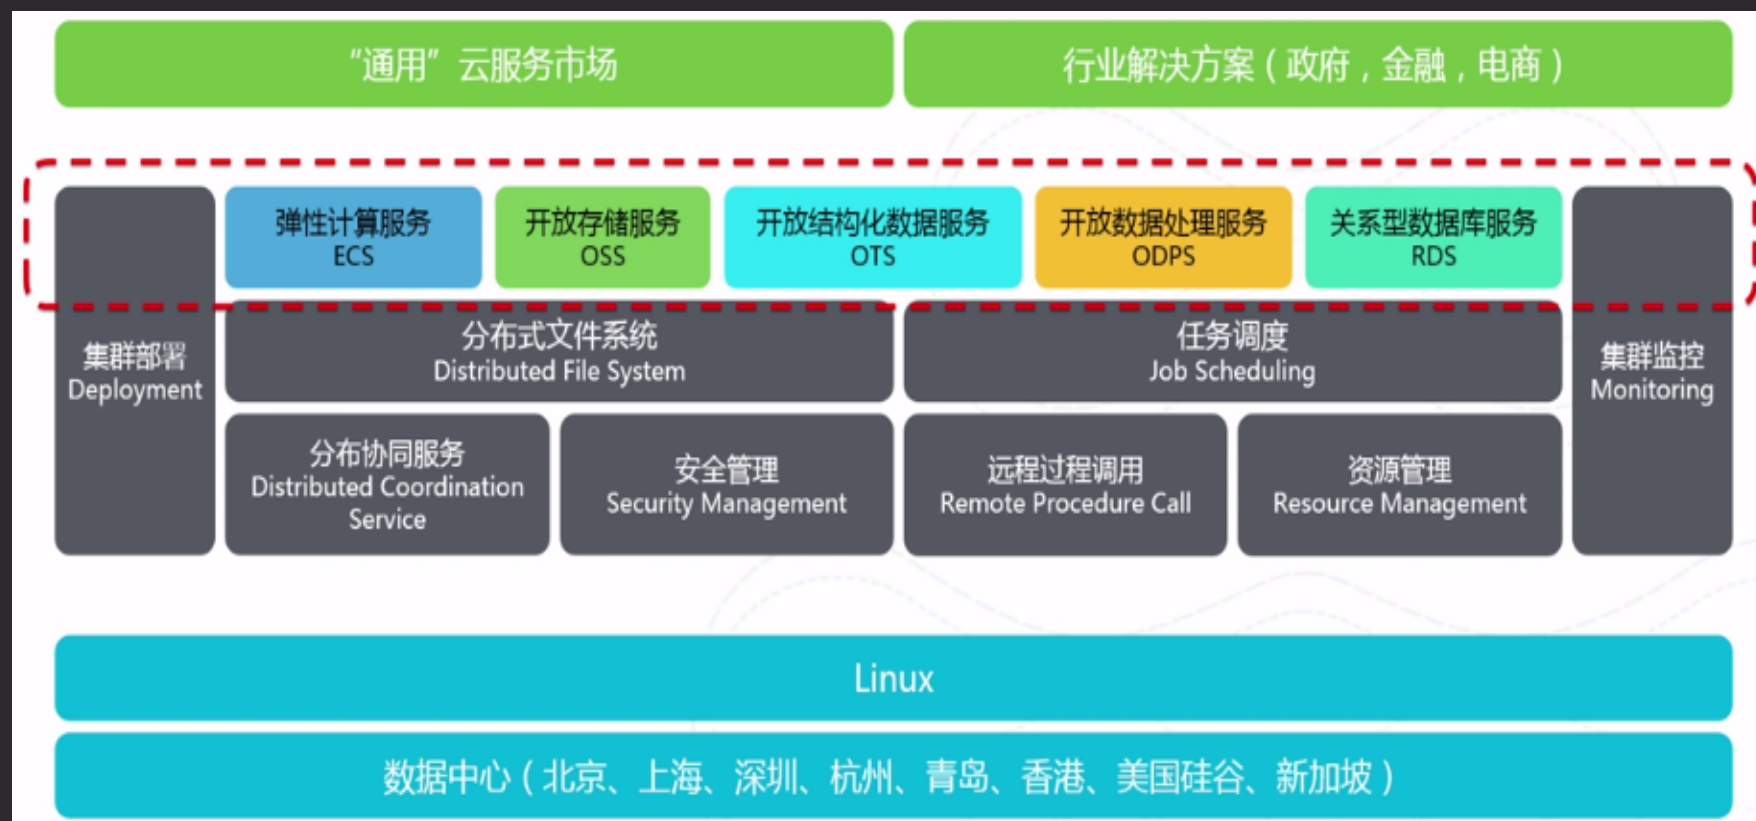 “通用”云服务市场
行业解决方案（政府，金融，电商）
弹性计算服务
ECS
开放存储服务
OSS
开放结构化数据服务
OTS
开放数据处理服务
ODPS
关系型数据库服务
RDS
集群部署
Deployment
分布式文件系统
Distributed File System
任务调度
Job Scheduling
集群监控
Monitoring
分布协同服务
Distributed Coordination
Service
安全管理
Security Management
远程过程调用
Remote Procedure Call
资源管理
Resource Management
Linux
数据中心（北京、上海、深圳、杭州、青岛、香港、美国硅谷、新加坡）